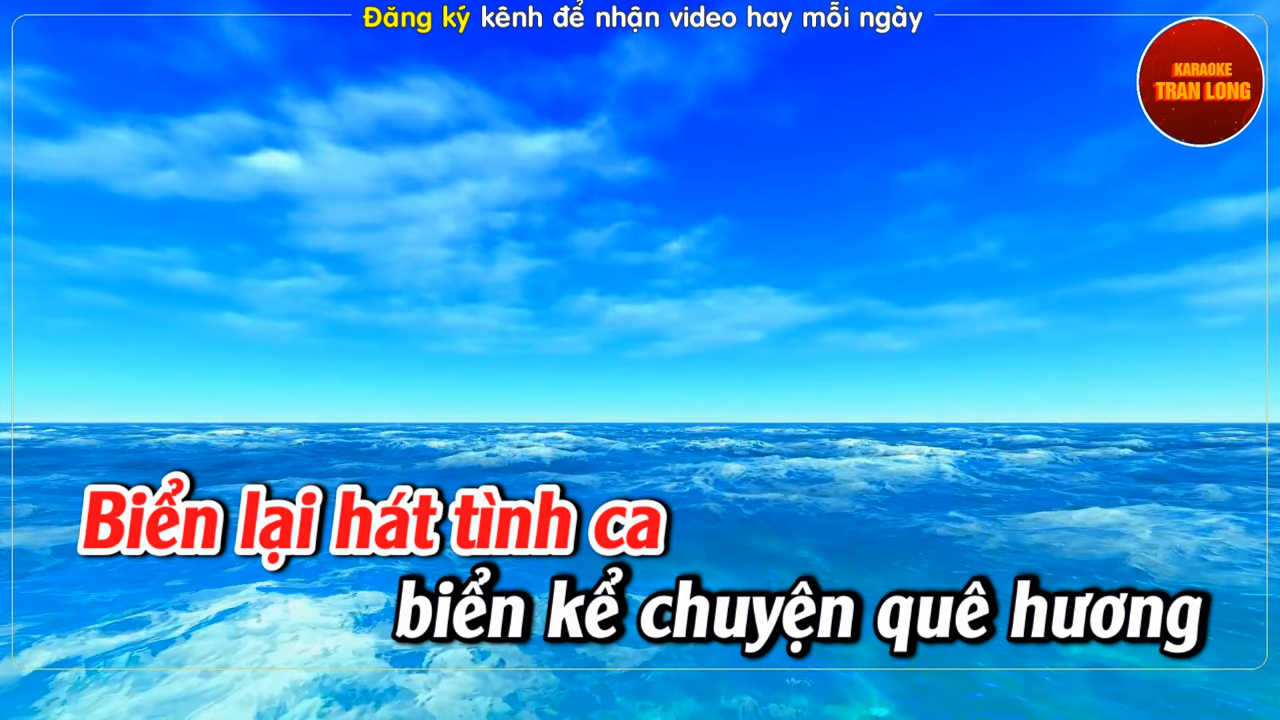 Đăng ký kênh để nhận video hay mỗi ngày
KARAOKE
TRAN LONG
Biển lại hát tình ca
biển kể chuyện quê hương